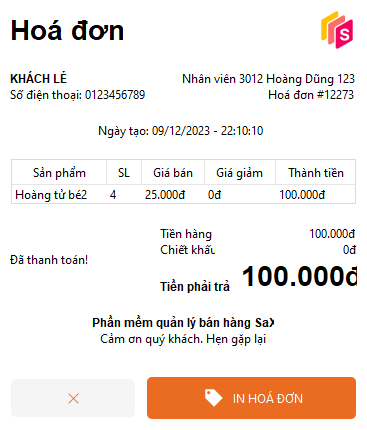 Hoá đơn
S
KHÁCH LẺ
Nhân viên 3012 Hoàng Dũng 123
Số điện thoại: 0123456789
Hoá đơn #12273
Ngày tạo: 09/12/2023 - 22:10:10
Sản phẩm SL Giá bán Giá giảm Thành tiền
Hoàng tử bé2 4 25.000đ 0đ 100.000đ
Tiền hàng 100.000đ
Chiết khấu 0đ
Đã thanh toán!
Tiền phải trả 100.000đ
Phần mềm quản lý bán hàng SaX
Cảm ơn quý khách. Hẹn gặp lại
IN HOÁ ĐƠN